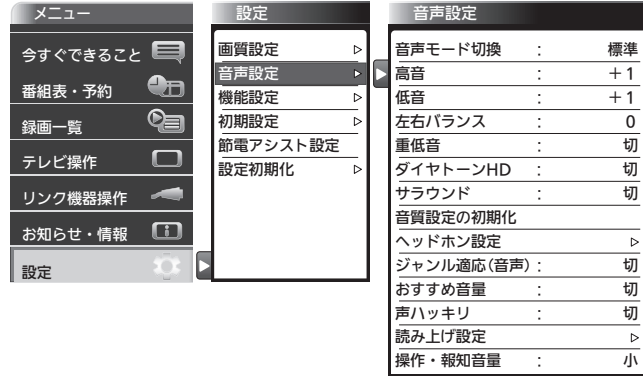 メニュー
今すぐできること
番組表・予約
録画一覧
テレビ操作
リンク機器操作
お知らせ・情報
設定
設定
画質設定
音声設定
機能設定
初期設定
節電アシスト設定
設定初期化
音声設定
音声モード切換 : 標準
高音 : +1
低音 : +1
左右バランス : 0
重低音 : 切
ダイヤトーンHD : 切
サラウンド : 切
音質設定の初期化
ヘッドホン設定
ジャンル適応(音声) : 切
おすすめ音量 : 切
声ハッキリ : 切
読み上げ設定
操作・報知音量 : 小